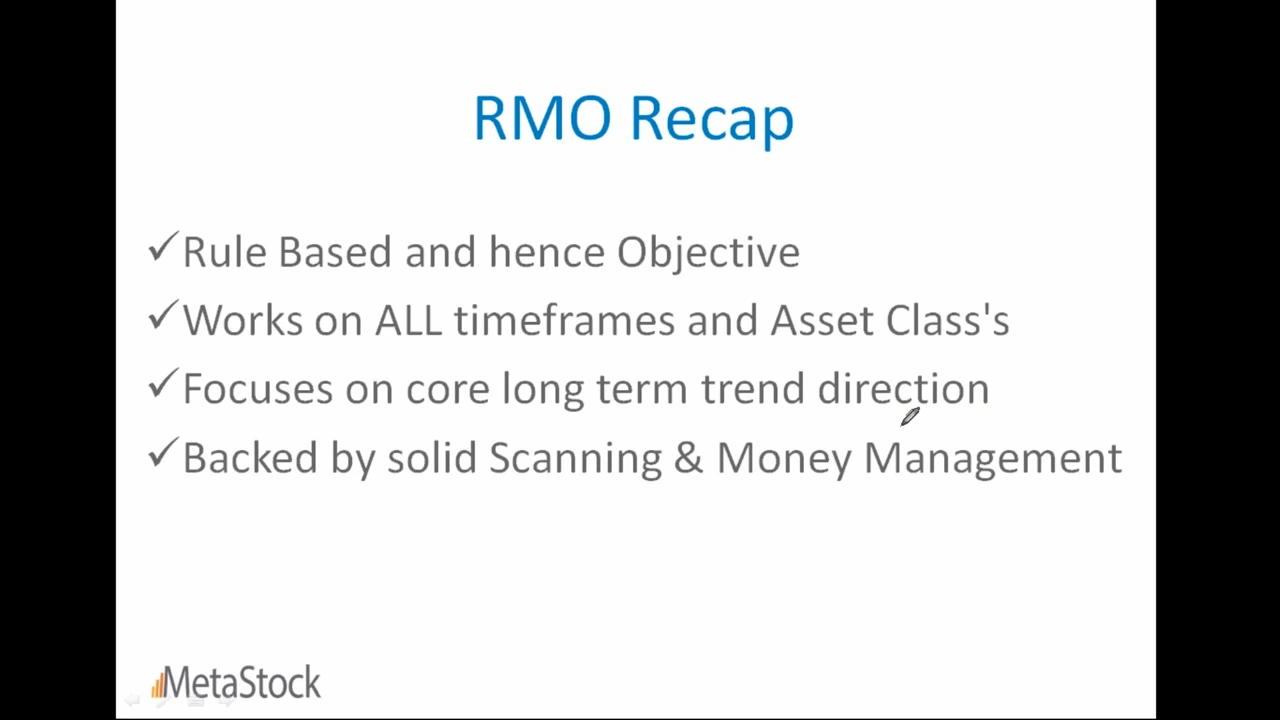 RMO Recap
✓Rule Based and hence Objective
✓Works on ALL timeframes and Asset Class's
✓Focuses on core long term trend direction
✓Backed by solid Scanning & Money Management
MetaStock